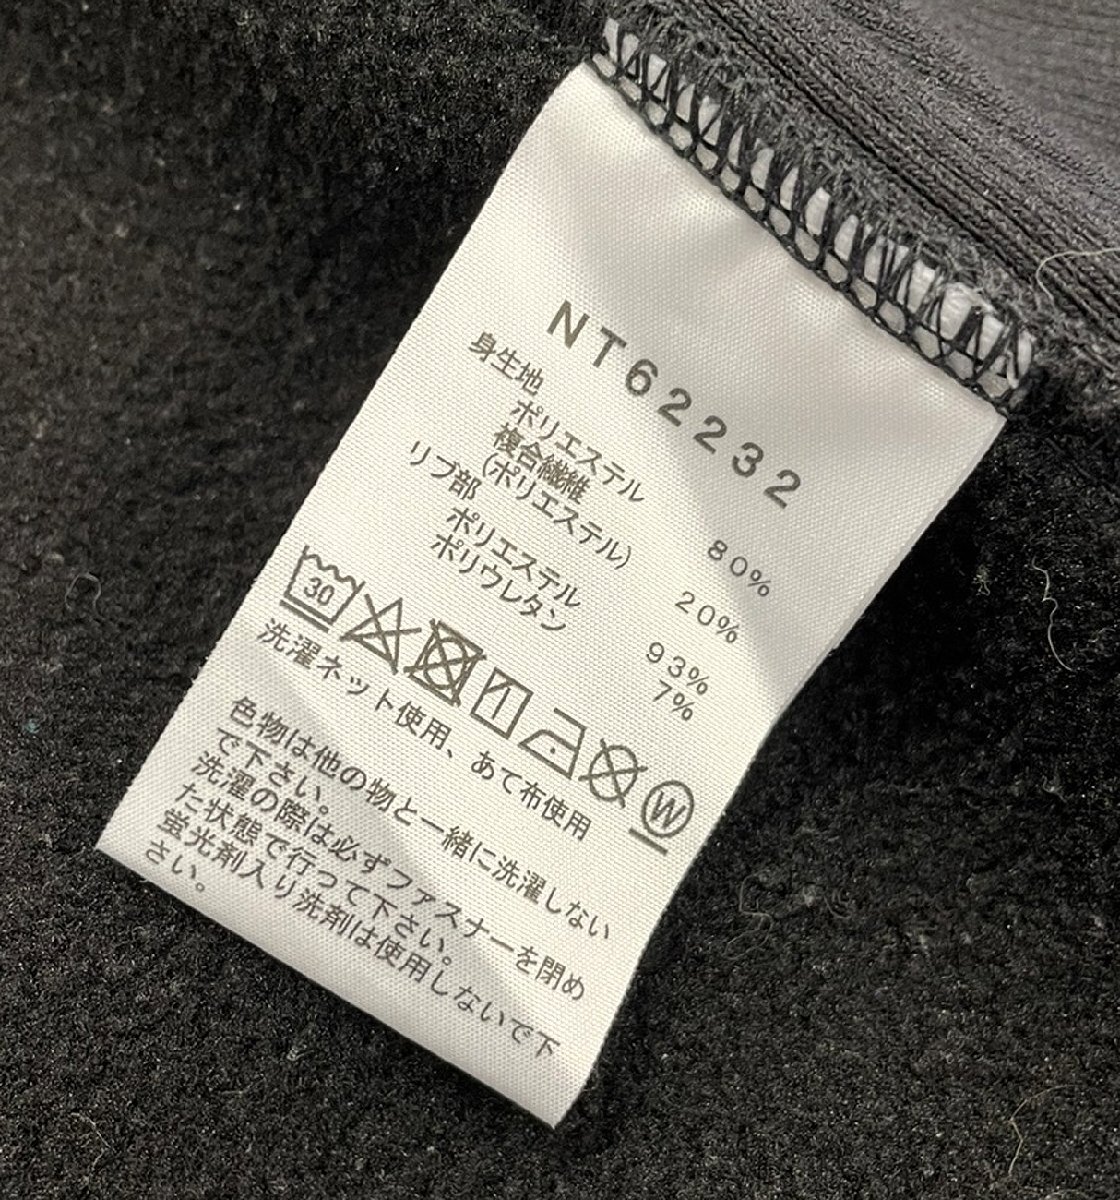 NT62232
身生地
ポリエステル 80%
複合繊維
(ポリエステル) 20%
リブ部
ポリエステル 93%
ポリウレタン 7%
30
W
洗濯ネット使用、あて布使用
色物は他の物と一緒に洗濯しない
で下さい。
洗濯の際は必ずファスナーを閉め
た状態で行って下さい。
蛍光剤入り洗剤は使用しないで下
さい。